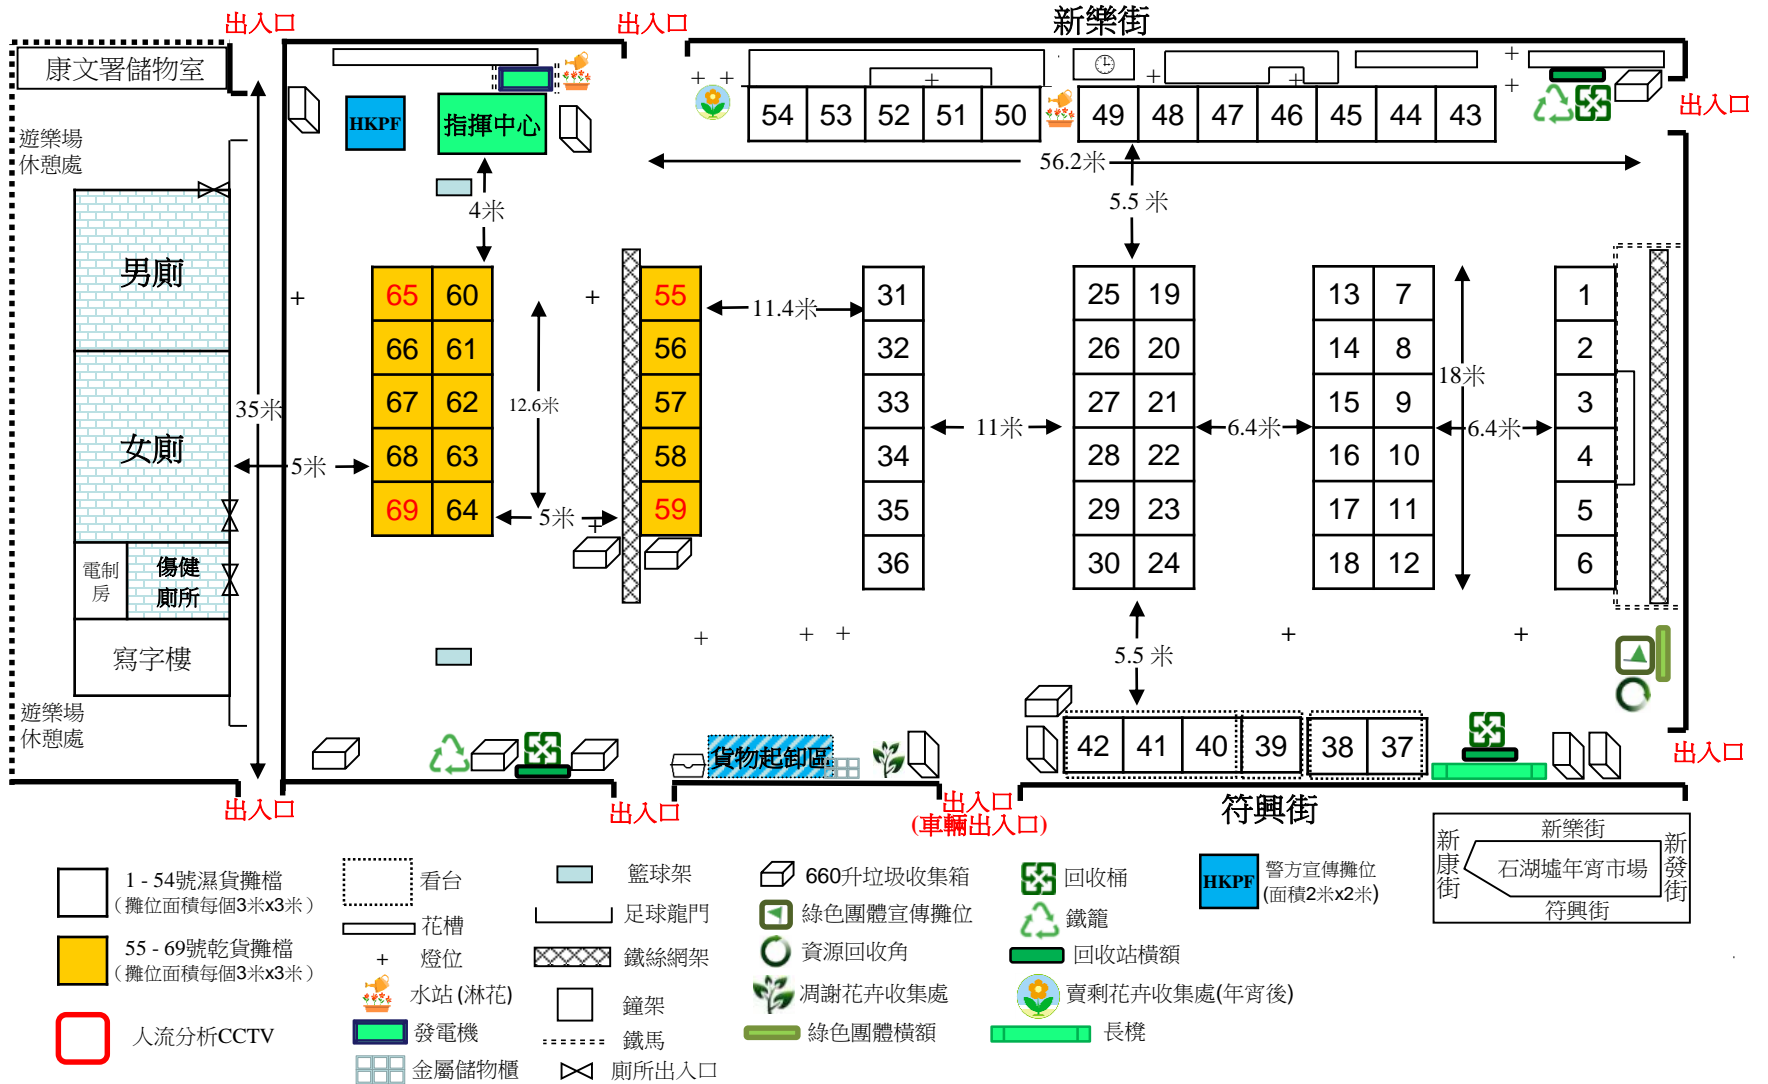 新樂街
出入口
出入口
康文署儲物室
出入口
HKPF
指揮中心
54 53 52 51 50
49 48 47 46 45 44 43
遊樂場
休憩處
56.2米
4米
5.5 米
男廁
65 60
66 61
67 62
68 63
69 64
12.6米
55
56
57
58
59
11.4米
31
32
33
34
35
36
11米
25 19
26 20
27 21
28 22
29 23
30 24
6.4米
13 7
14 8
15 9
16 10
17 11
18 12
18米
6.4米
1
2
3
4
5
6
35米
女廁
5米
5米
電制
房
傷健
廁所
寫字樓
5.5 米
遊樂場
休憩處
貨物起卸區
42 41 40 39 38 37
出入口
出入口
出入口
出入口
(車輛出入口)
符興街
1 - 54號濕貨攤檔
（攤位面積每個3米x3米）
55 - 69號乾貨攤檔
（攤位面積每個3米x3米）
人流分析CCTV
看台
花槽
燈位
水站 (淋花)
發電機
金屬儲物櫃
籃球架
足球龍門
鐵絲網架
鐘架
鐵馬
廁所出入口
660升垃圾收集箱
綠色團體宣傳攤位
資源回收角
凋謝花卉收集處
綠色團體橫額
回收桶
鐵籠
回收站橫額
賣剩花卉收集處(年宵後)
長櫈
HKPF
警方宣傳攤位
(面積2米x2米)
新樂街
新康街
石湖墟年宵市場
新發街
符興街